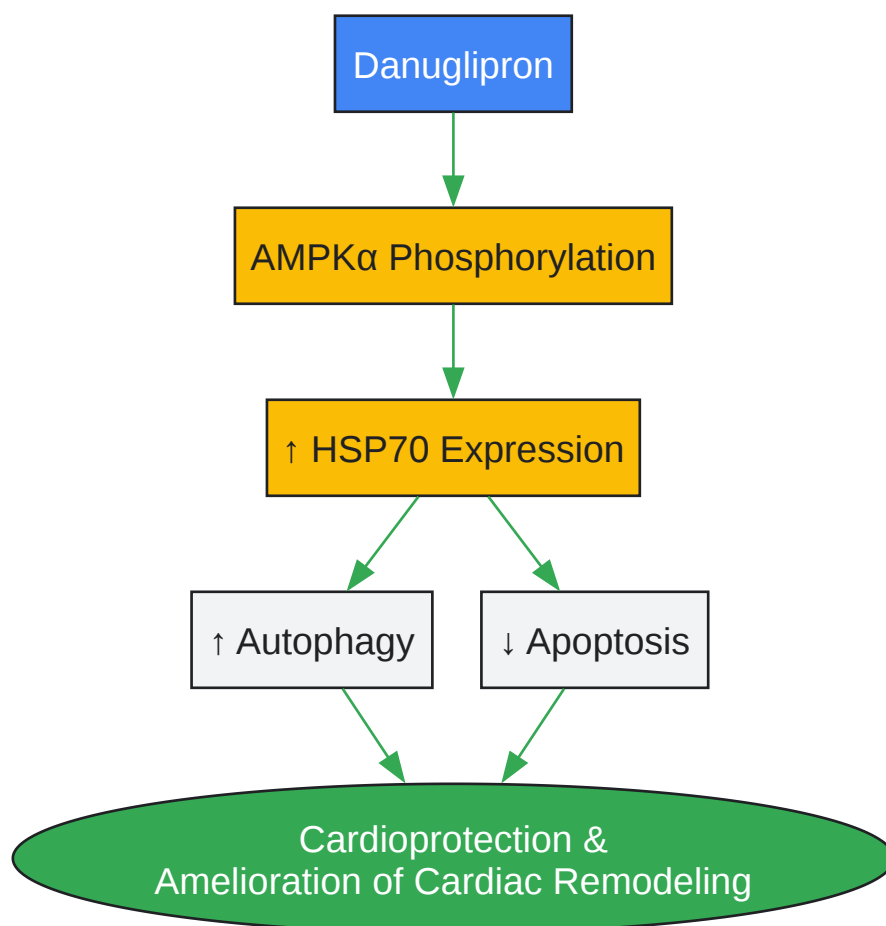 Danuglipron
AMPKα Phosphorylation
↑ HSP70 Expression
↑ Autophagy
↓ Apoptosis
Cardioprotection &
Amelioration of Cardiac Remodeling